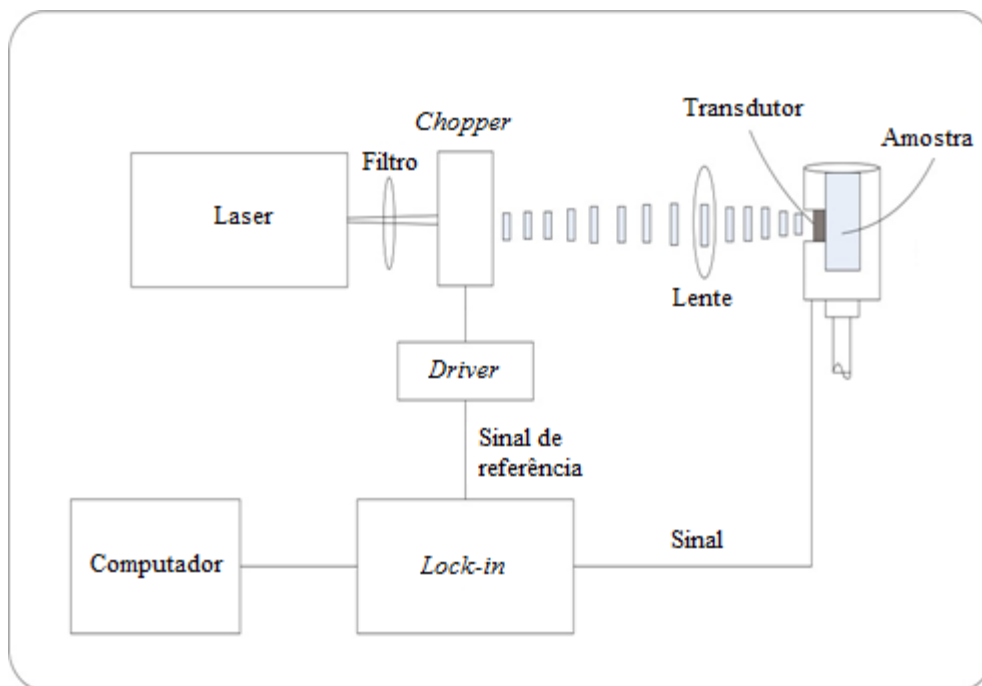 Transdutor
Chopper
Amostra
Filtro
Laser
Lente
Driver
Sinal de
referência
Computador
Lock-in
Sinal